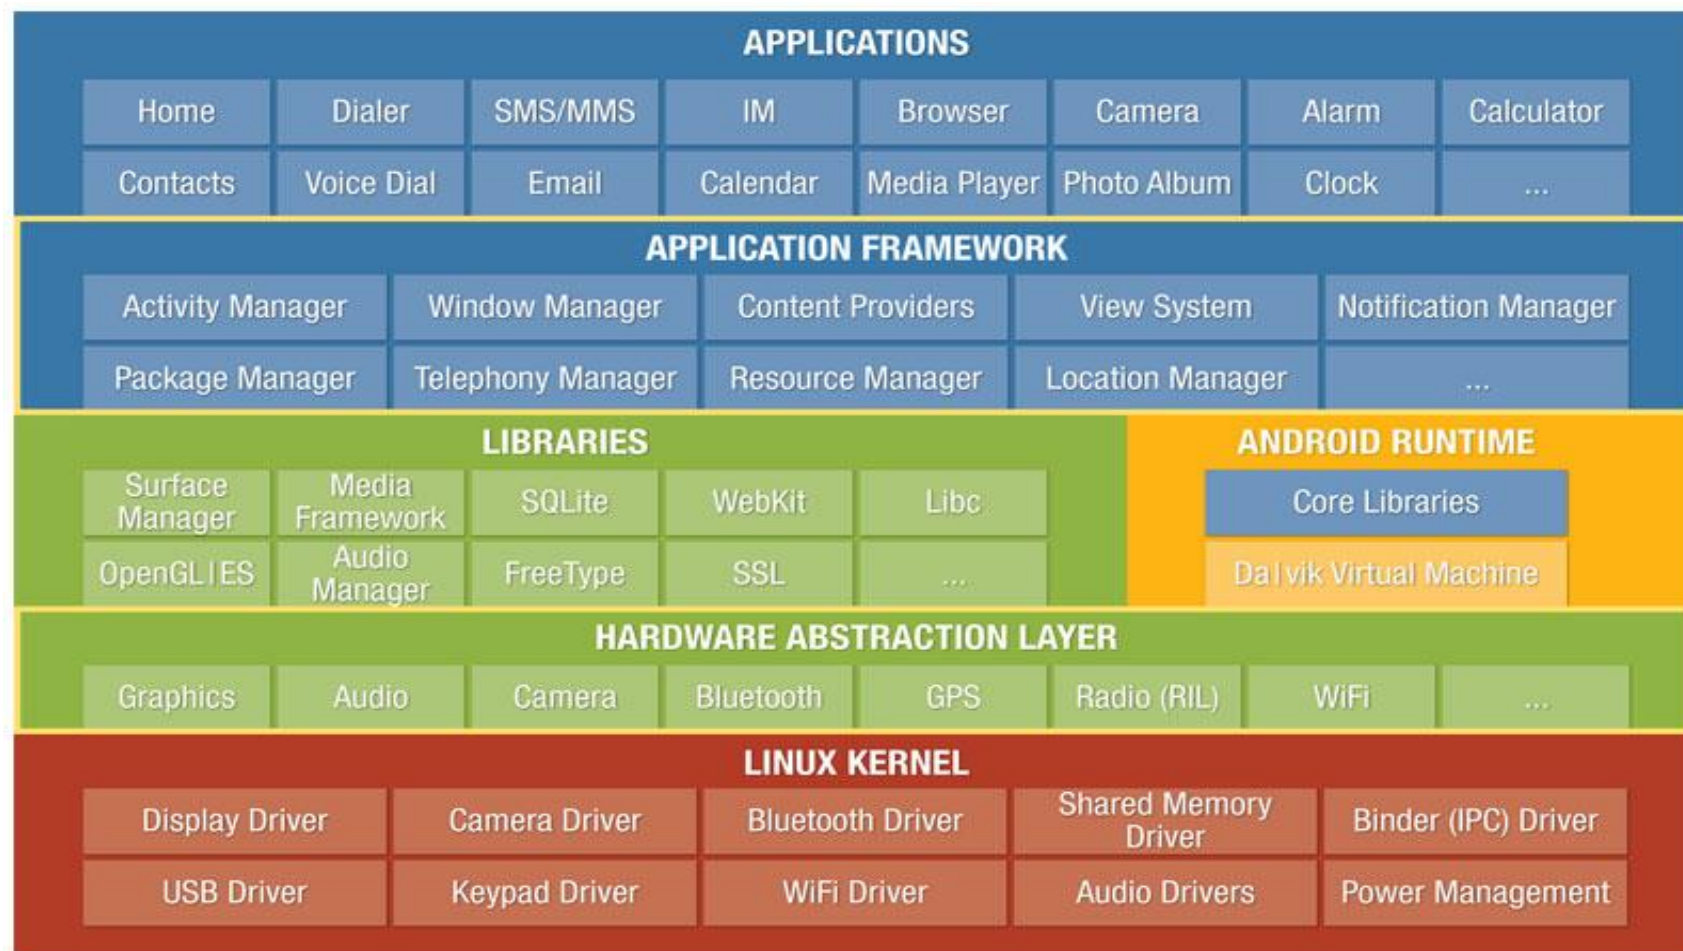 APPLICATIONS
Home Dialer SMS/MMS IM Browser Camera Alarm Calculator
Contacts Voice Dial Email Calendar Media Player Photo Album Clock ...
APPLICATION FRAMEWORK
Activity Manager Window Manager Content Providers View System Notification Manager
Package Manager Telephony Manager Resource Manager Location Manager ...
LIBRARIES
Surface
Manager
Media
Framework
SQLite WebKit Libc
OpenGL|ES
Audio
Manager
FreeType SSL ...
ANDROID RUNTIME
Core Libraries
Dalvik Virtual Machine
HARDWARE ABSTRACTION LAYER
Graphics Audio Camera Bluetooth GPS Radio (RIL) WiFi ...
LINUX KERNEL
Display Driver Camera Driver Bluetooth Driver
Shared Memory
Driver
Binder (IPC) Driver
USB Driver Keypad Driver WiFi Driver Audio Drivers Power Management